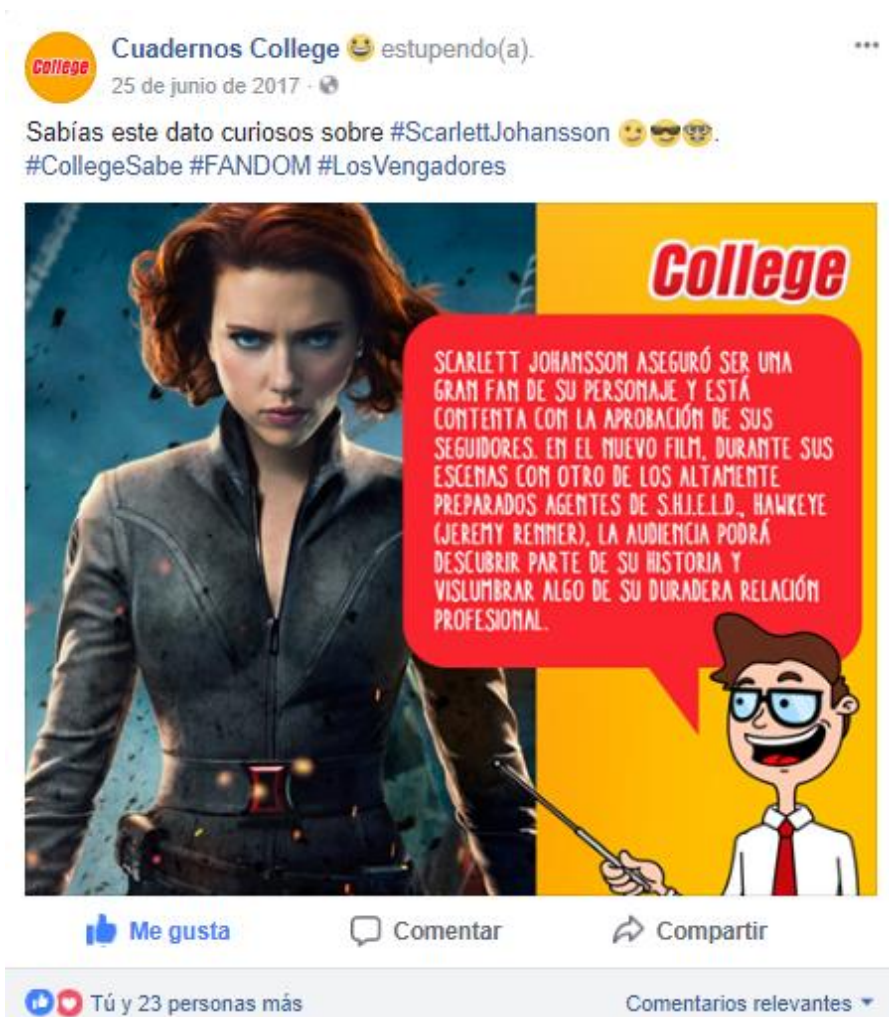 College
Cuadernos College estupendo(a).
25 de junio de 2017 ·
Sabías este dato curiosos sobre #ScarlettJohansson .
#CollegeSabe #FANDOM #LosVengadores
College
SCARLETT JOHANSSON ASEGURÓ SER UNA
GRAN FAN DE SU PERSONAJE Y ESTÁ
CONTENTA CON LA APROBACIÓN DE SUS
SEGUIDORES. EN EL NUEVO FILM, DURANTE SUS
ESCENAS CON OTRO DE LOS ALTAMENTE
PREPARADOS AGENTES DE S.H.I.E.L.D., HAWKEYE
(JEREMY RENNER), LA AUDIENCIA PODRÁ
DESCUBRIR PARTE DE SU HISTORIA Y
VISLUMBRAR ALGO DE SU DURADERA RELACIÓN
PROFESIONAL.
Me gusta Comentar Compartir
Tú y 23 personas más Comentarios relevantes